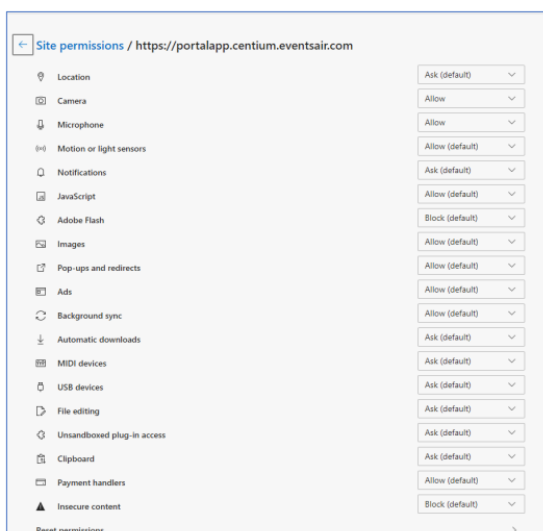 Site permissions / https://portalapp.centium.eventsair.com
Location Ask (default)
Camera Allow
Microphone Allow
Motion or light sensors Allow (default)
Notifications Ask (default)
JavaScript Allow (default)
Adobe Flash Block (default)
Images Allow (default)
Pop-ups and redirects Allow (default)
Ads Allow (default)
Background sync Allow (default)
Automatic downloads Ask (default)
MIDI devices Ask (default)
USB devices Ask (default)
File editing Ask (default)
Unsandboxed plug-in access Ask (default)
Clipboard Ask (default)
Payment handlers Allow (default)
Insecure content Block (default)
Reset permissions